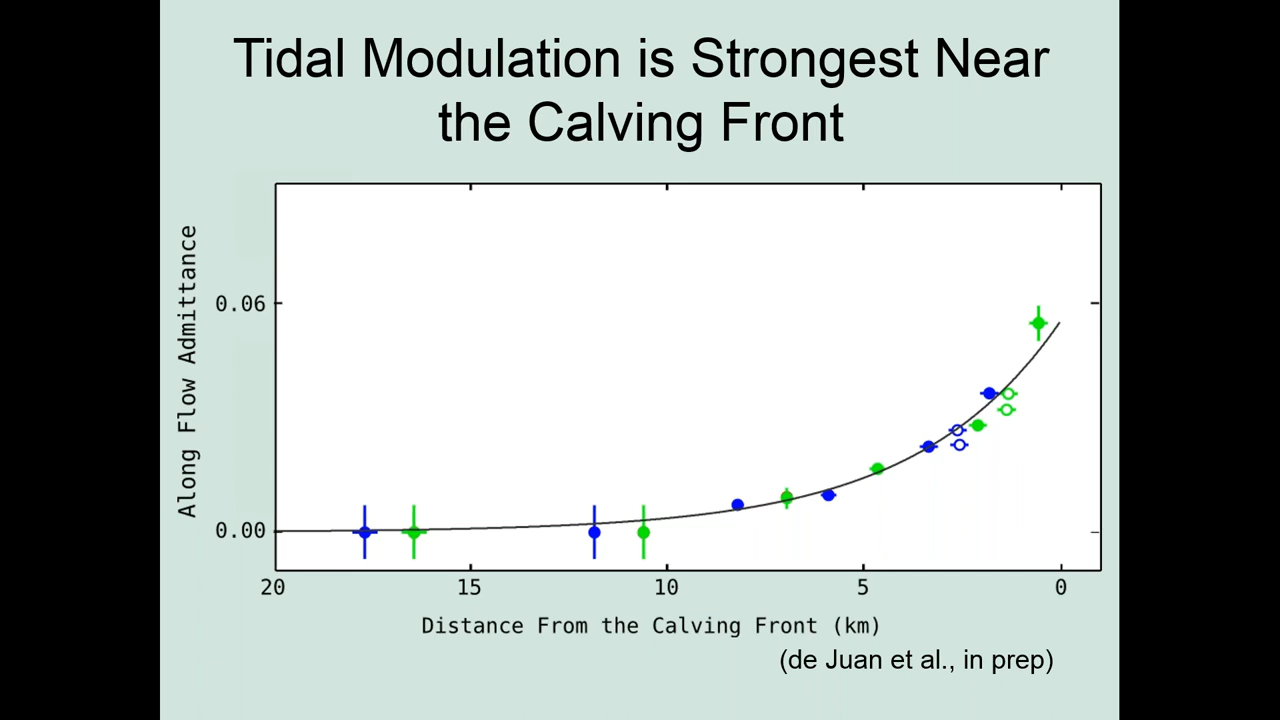 Tidal Modulation is Strongest Near
the Calving Front
Along Flow Admittance
0.06
0.00
20 15 10 5 0
Distance From the Calving Front (km)
(de Juan et al., in prep)